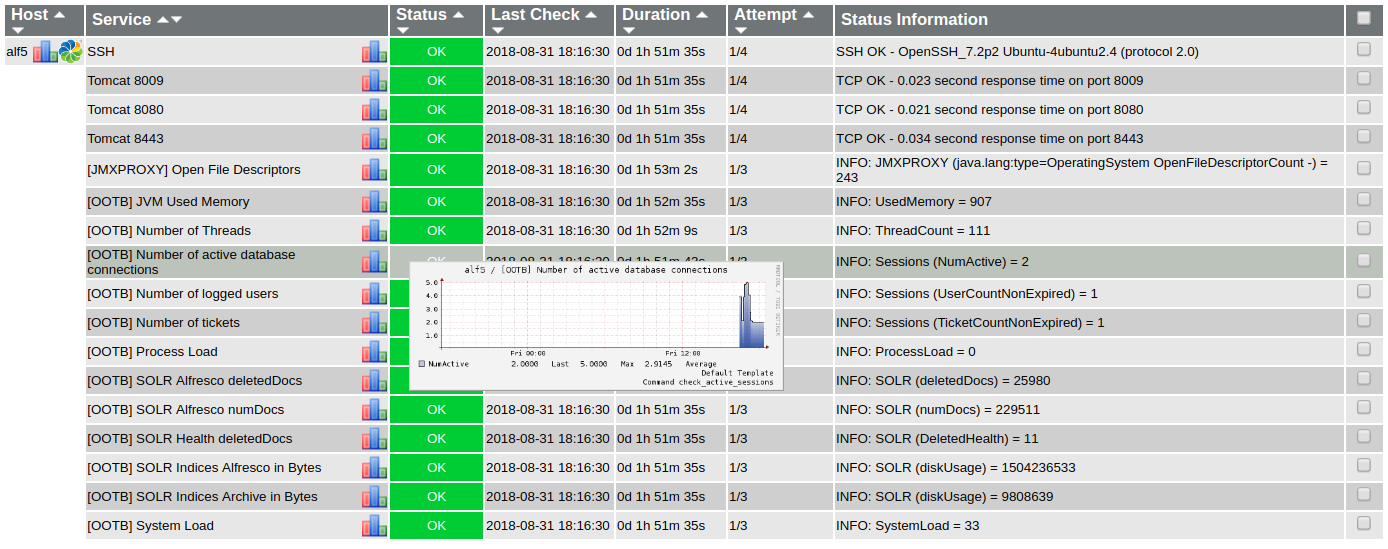 Host Service Status Last Check Duration Attempt Status Information
alf5 SSH OK 2018-08-31 18:16:30 0d 1h 51m 35s 1/4 SSH OK - OpenSSH_7.2p2 Ubuntu-4ubuntu2.4 (protocol 2.0)
Tomcat 8009 OK 2018-08-31 18:16:30 0d 1h 51m 35s 1/4 TCP OK - 0.023 second response time on port 8009
Tomcat 8080 OK 2018-08-31 18:16:30 0d 1h 51m 35s 1/4 TCP OK - 0.021 second response time on port 8080
Tomcat 8443 OK 2018-08-31 18:16:30 0d 1h 51m 35s 1/4 TCP OK - 0.034 second response time on port 8443
[JMXPROXY] Open File Descriptors OK 2018-08-31 18:16:30 0d 1h 53m 2s 1/3 INFO: JMXPROXY (java.lang:type=OperatingSystem OpenFileDescriptorCount -) =
243
[OOTB] JVM Used Memory OK 2018-08-31 18:16:30 0d 1h 52m 35s 1/3 INFO: UsedMemory = 907
[OOTB] Number of Threads OK 2018-08-31 18:16:30 0d 1h 52m 9s 1/3 INFO: ThreadCount = 111
[OOTB] Number of active database
connections OK 2018-08-31 18:16:30 1/3 INFO: Sessions (NumActive) = 2
alf5 / [OOTB] Number of active database connections
5.0
4.0
3.0
2.0
1.0
Fri 00:00 Fri 12:00
NumActive 2.0000 Last 5.0000 Max 2.9145 Average
Default Template
Command check_active_sessions
[OOTB] Number of logged users INFO: Sessions (UserCountNonExpired) = 1
[OOTB] Number of tickets INFO: Sessions (TicketCountNonExpired) = 1
[OOTB] Process Load INFO: ProcessLoad = 0
[OOTB] SOLR Alfresco deletedDocs INFO: SOLR (deletedDocs) = 25980
[OOTB] SOLR Alfresco numDocs OK 2018-08-31 18:16:30 0d 1h 51m 35s 1/3 INFO: SOLR (numDocs) = 229511
[OOTB] SOLR Health deletedDocs OK 2018-08-31 18:16:30 0d 1h 51m 35s 1/3 INFO: SOLR (DeletedHealth) = 11
[OOTB] SOLR Indices Alfresco in Bytes OK 2018-08-31 18:16:30 0d 1h 51m 35s 1/3 INFO: SOLR (diskUsage) = 1504236533
[OOTB] SOLR Indices Archive in Bytes OK 2018-08-31 18:16:30 0d 1h 51m 35s 1/3 INFO: SOLR (diskUsage) = 9808639
[OOTB] System Load OK 2018-08-31 18:16:30 0d 1h 51m 35s 1/3 INFO: SystemLoad = 33